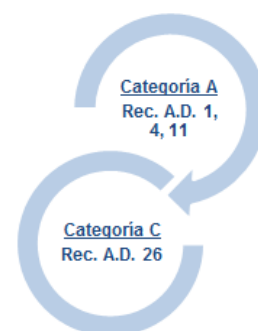 Categoría A
Rec. A.D. 1,
4, 11
Categoría C
Rec. A.D. 26